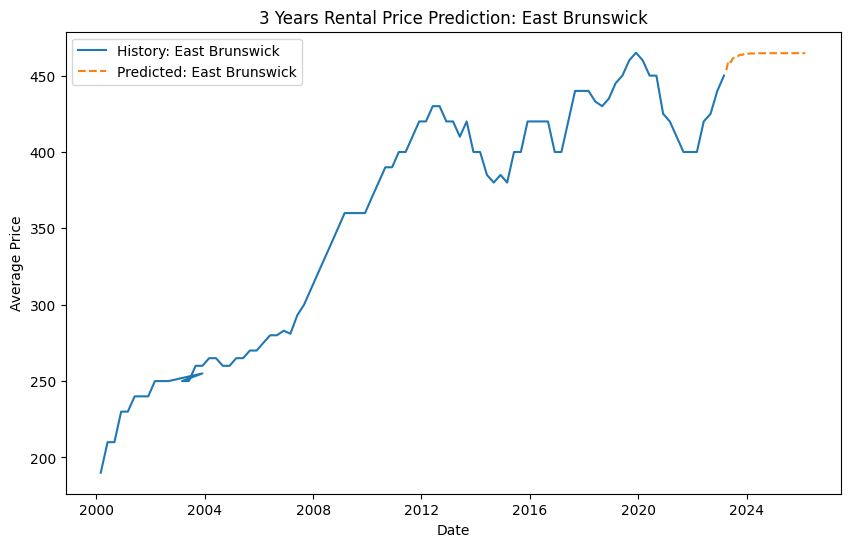 3 Years Rental Price Prediction: East Brunswick
History: East Brunswick
Predicted: East Brunswick
Average Price
450
400
350
300
250
200
2000 2004 2008 2012 2016 2020 2024
Date